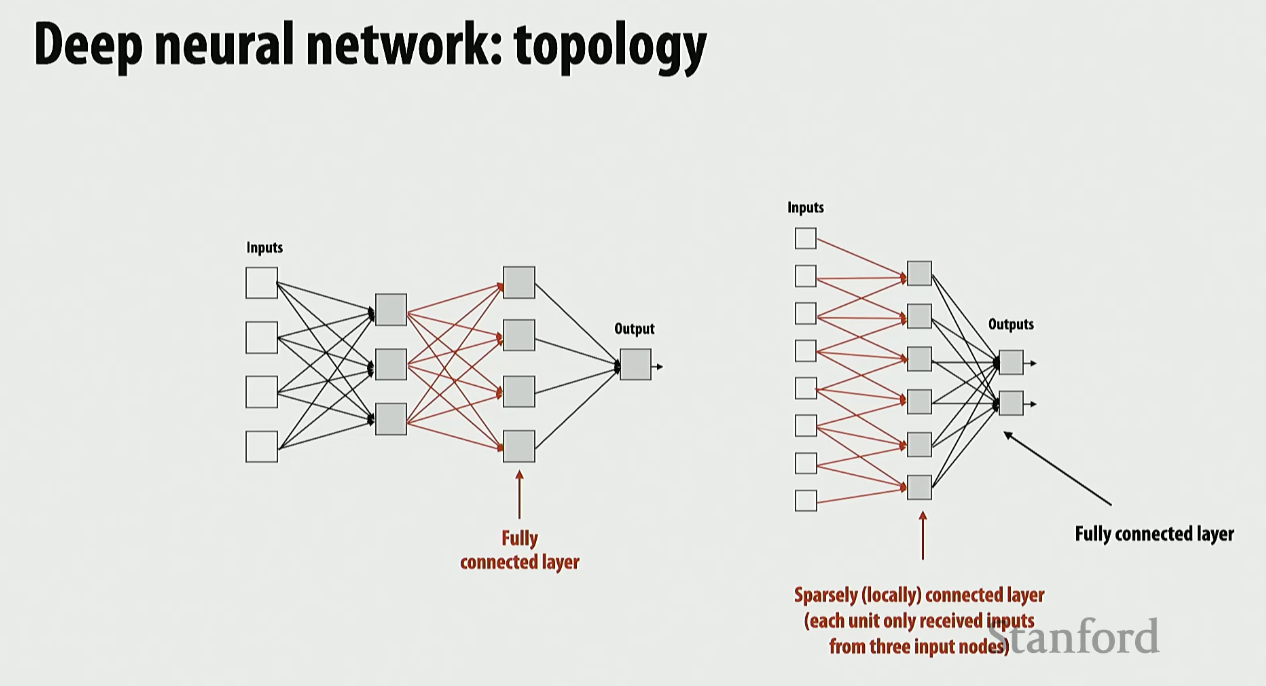 Deep neural network: topology
Inputs
Output
Fully
connected layer
Inputs
Outputs
Fully connected layer
Sparsely (locally) connected layer
(each unit only received inputs
from three input nodes)
Stanford